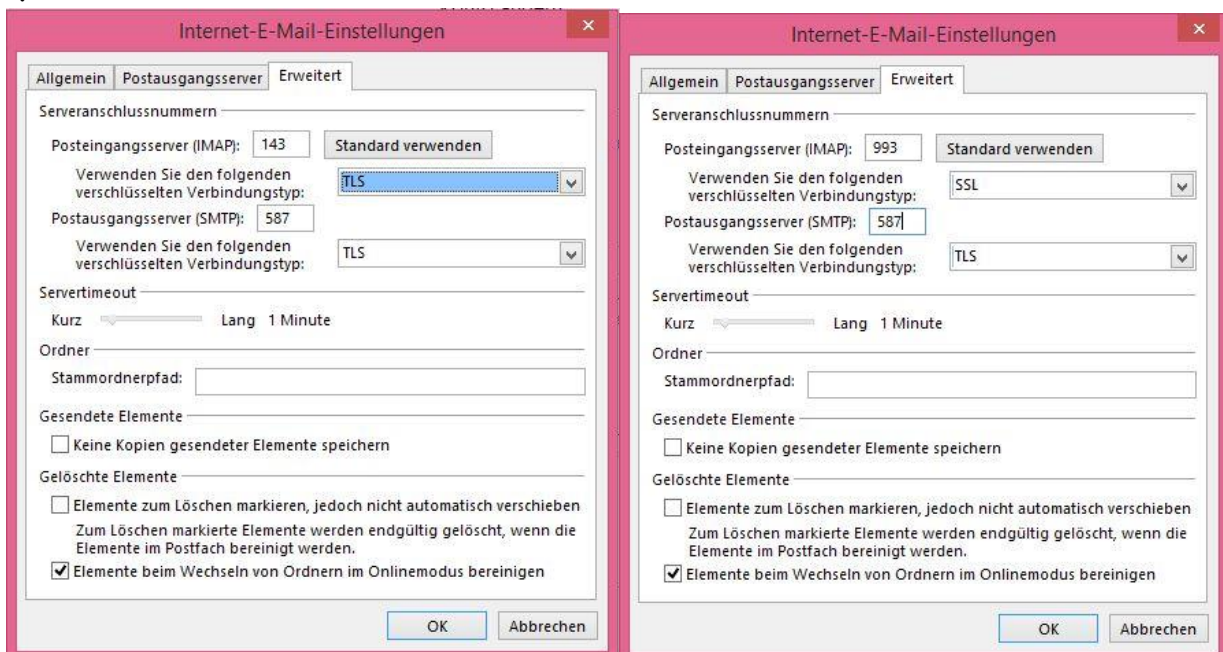 Internet-E-Mail-Einstellungen
Allgemein Postausgangsserver Erweitert
Serveranschlussnummern
Posteingangsserver (IMAP): 143 Standard verwenden
Verwenden Sie den folgenden
verschlüsselten Verbindungstyp: TLS
Postausgangsserver (SMTP): 587
Verwenden Sie den folgenden
verschlüsselten Verbindungstyp: TLS
Servertimeout
Kurz Lang 1 Minute
Ordner
Stammordnerpfad:
Gesendete Elemente
Keine Kopien gesendeter Elemente speichern
Gelöschte Elemente
Elemente zum Löschen markieren, jedoch nicht automatisch verschieben
Zum Löschen markierte Elemente werden endgültig gelöscht, wenn die
Elemente im Postfach bereinigt werden.
Elemente beim Wechseln von Ordnern im Onlinemodus bereinigen
OK Abbrechen
Internet-E-Mail-Einstellungen
Allgemein Postausgangsserver Erweitert
Serveranschlussnummern
Posteingangsserver (IMAP): 993 Standard verwenden
Verwenden Sie den folgenden
verschlüsselten Verbindungstyp: SSL
Postausgangsserver (SMTP): 587
Verwenden Sie den folgenden
verschlüsselten Verbindungstyp: TLS
Servertimeout
Kurz Lang 1 Minute
Ordner
Stammordnerpfad:
Gesendete Elemente
Keine Kopien gesendeter Elemente speichern
Gelöschte Elemente
Elemente zum Löschen markieren, jedoch nicht automatisch verschieben
Zum Löschen markierte Elemente werden endgültig gelöscht, wenn die
Elemente im Postfach bereinigt werden.
Elemente beim Wechseln von Ordnern im Onlinemodus bereinigen
OK Abbrechen